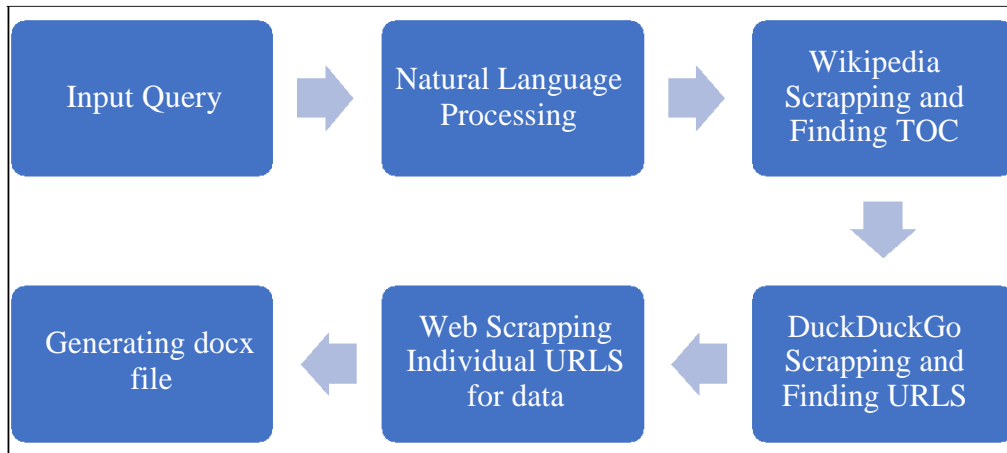 Input Query
Natural Language
Processing
Wikipedia
Scrapping and
Finding TOC
DuckDuckGo
Scrapping and
Finding URLS
Web Scrapping
Individual URLS
for data
Generating docx
file